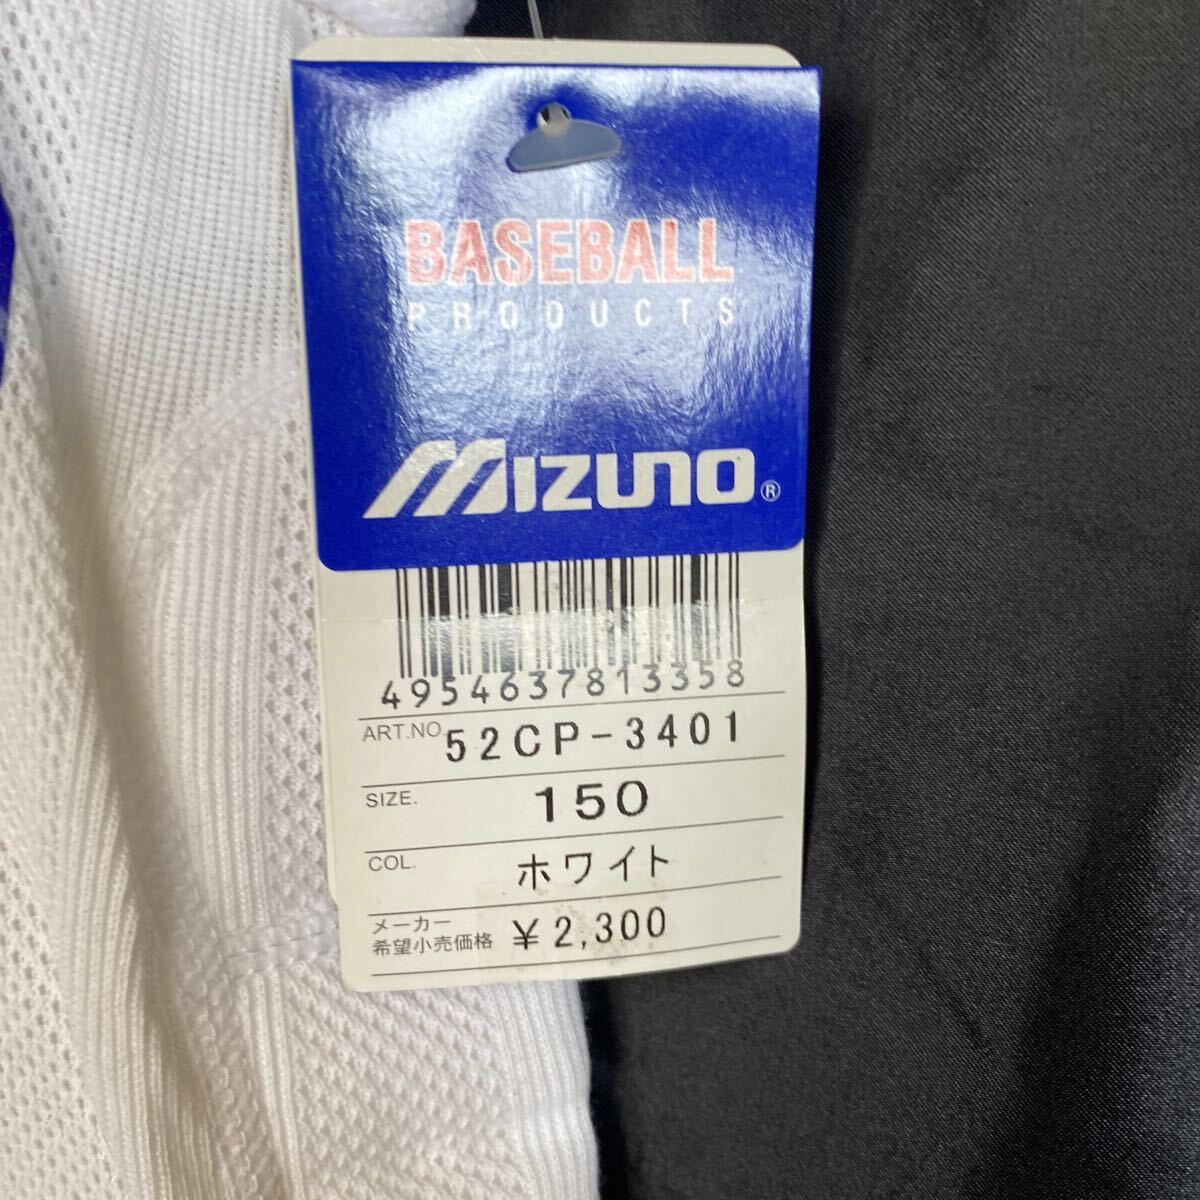 BASEBALL
PRODUCTS
MIZUNO®
4954637813358
ART.NO. 52CP-3401
SIZE. 150
COL. ホワイト
メーカー
希望小売価格 ¥2,300